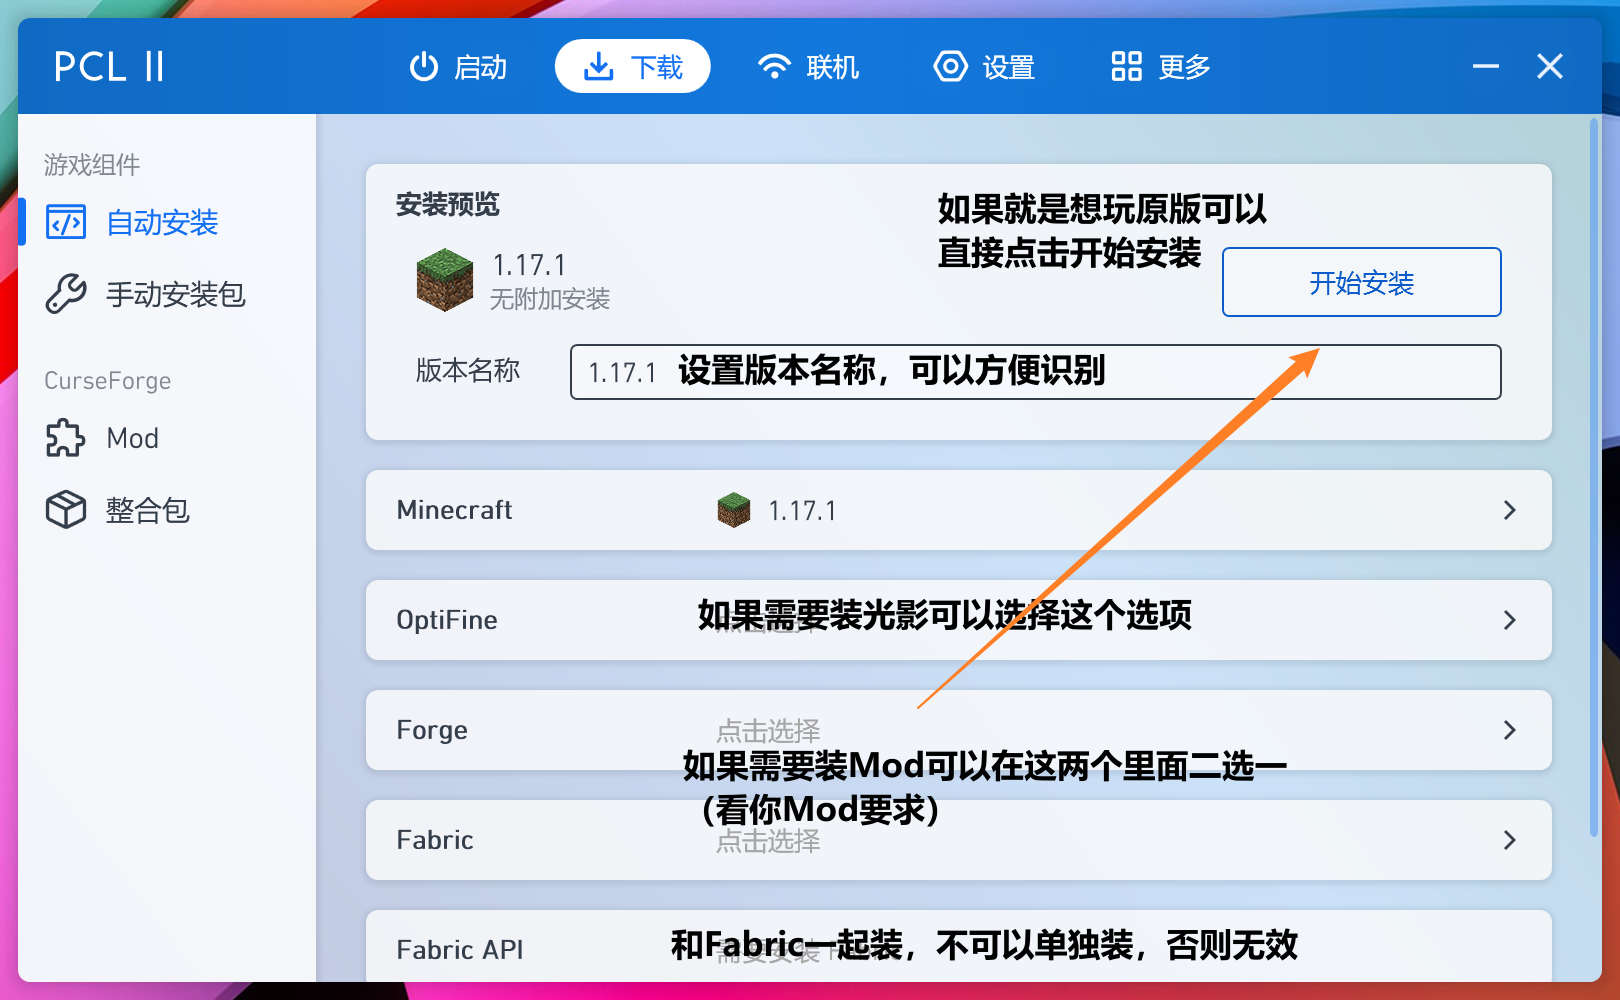 PCL II
启动
下载
联机
设置
更多
游戏组件
自动安装
手动安装包
CurseForge
Mod
整合包
安装预览
如果就是想玩原版可以
直接点击开始安装
1.17.1
无附加安装
开始安装
版本名称
1.17.1
设置版本名称，可以方便识别
Minecraft
1.17.1
OptiFine
如果需要装光影可以选择这个选项
Forge
点击选择
如果需要装Mod可以在这两个里面二选一
（看你Mod要求）
Fabric
点击选择
Fabric API
和Fabric一起装，不可以单独装，否则无效